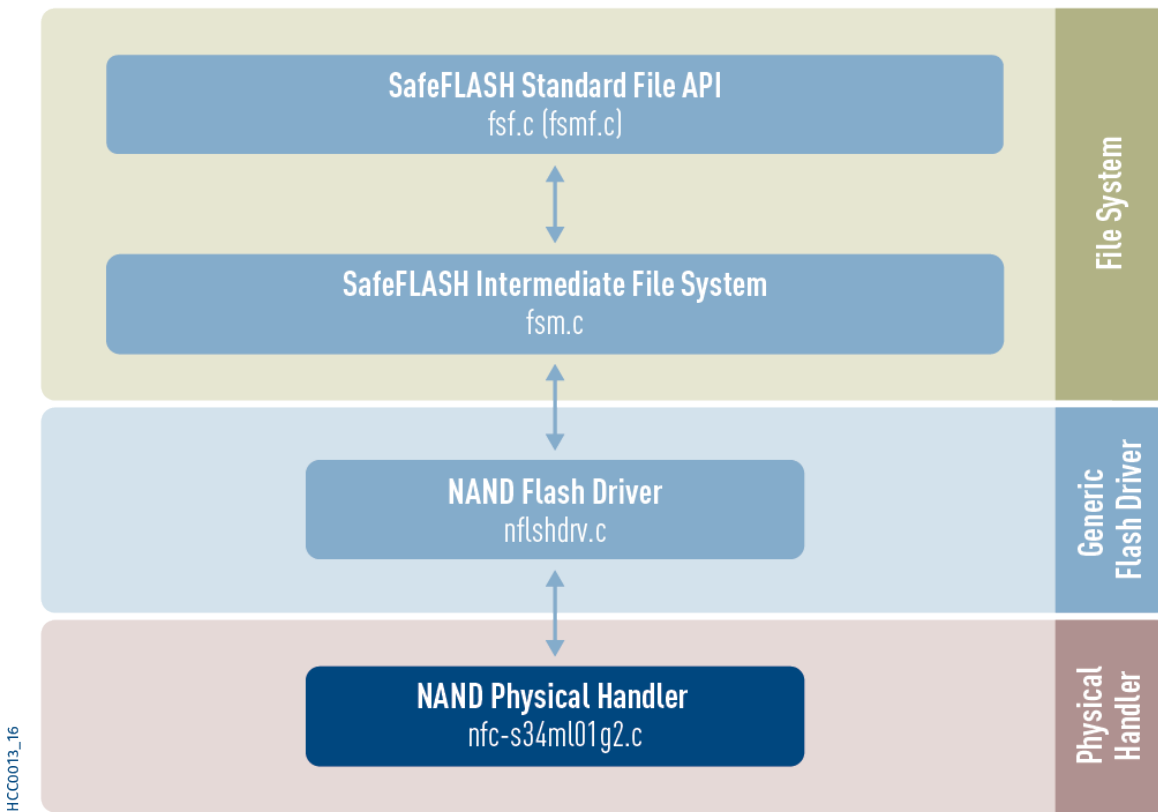 SafeFLASH Standard File API
fsf.c (fsmf.c)
File System
SafeFLASH Intermediate File System
fsm.c
NAND Flash Driver
nflshdrv.c
Generic
Flash Driver
NAND Physical Handler
nfc-s34ml01g2.c
Physical
Handler
HCC0013_16